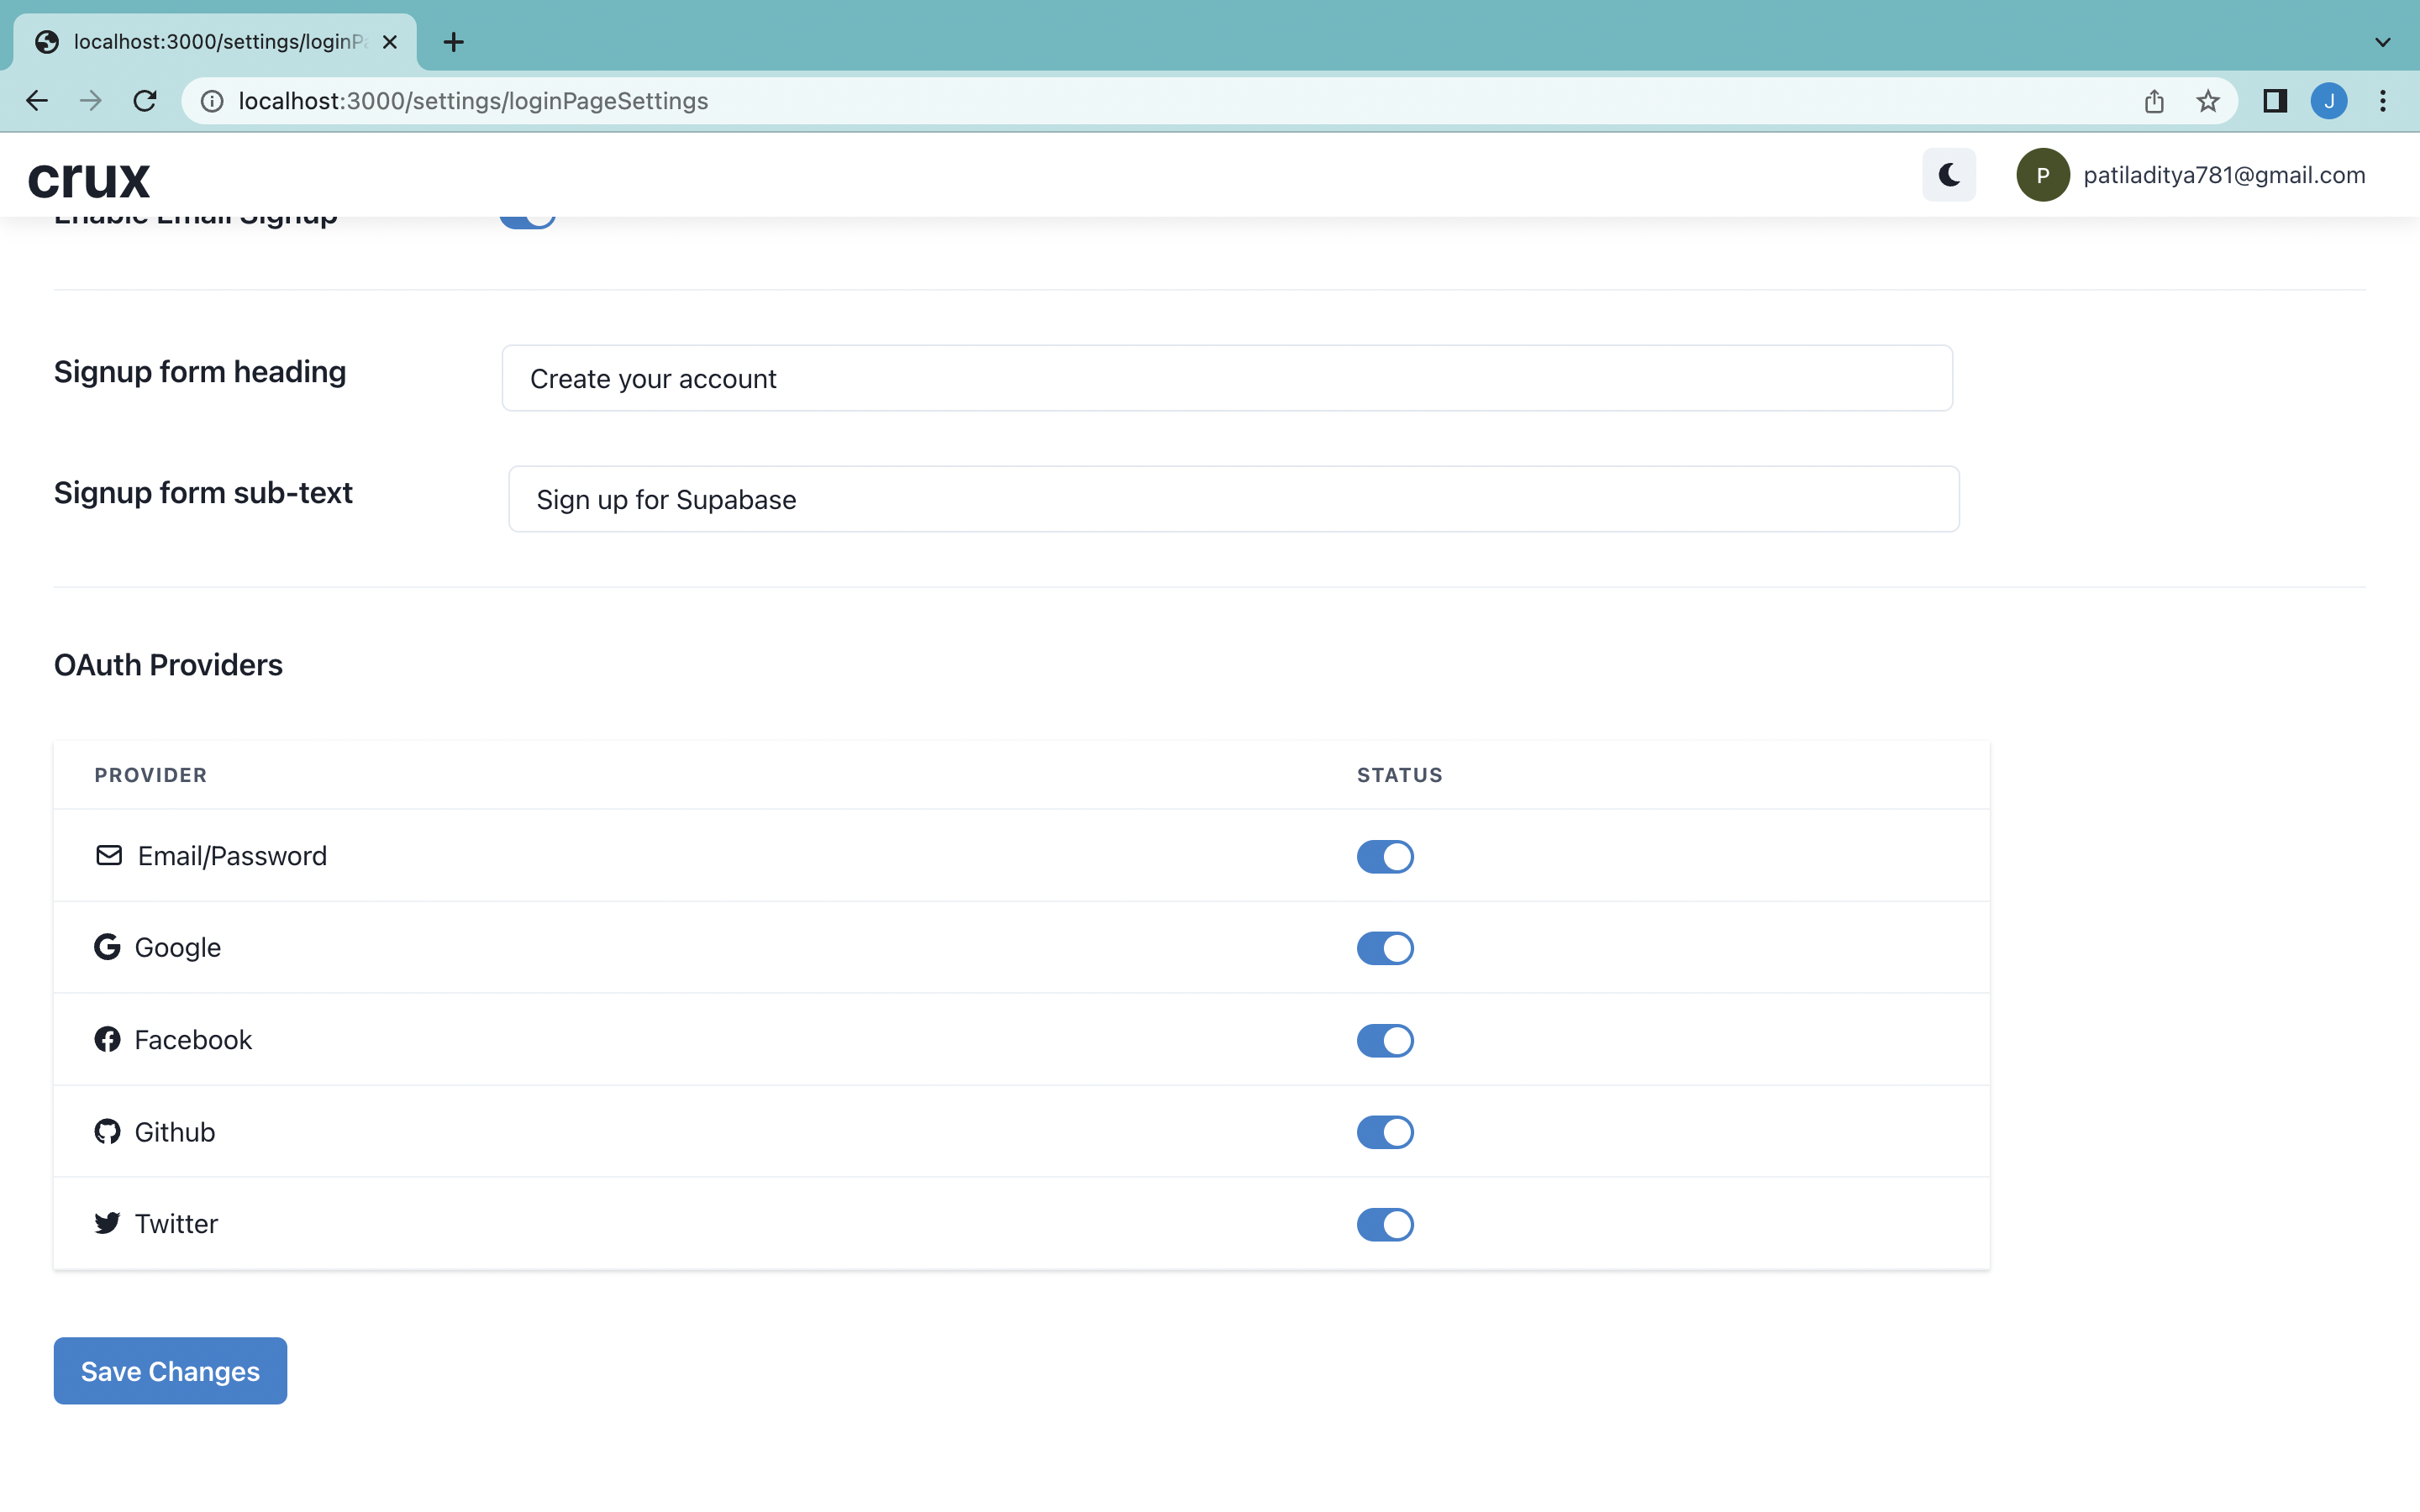 localhost:3000/settings/loginPa
localhost:3000/settings/loginPageSettings
J
crux
P
patiladitya781@gmail.com
Enable Email Signup
Signup form heading
Create your account
Signup form sub-text
Sign up for Supabase
OAuth Providers
PROVIDER STATUS
Email/Password
Google
Facebook
Github
Twitter
Save Changes